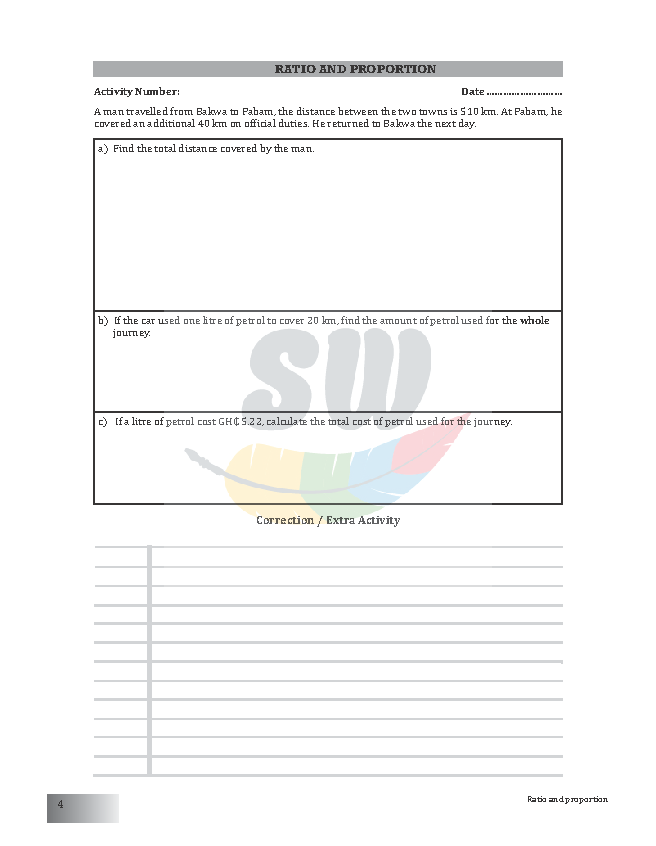 RATIO AND PROPORTION
Activity Number: Date ............................
A man travelled from Bakwa to Pabam, the distance between the two towns is 510 km. At Pabam, he
covered an additional 40 km on official duties. He returned to Bakwa the next day.
a) Find the total distance covered by the man.
b) If the car used one litre of petrol to cover 20 km, find the amount of petrol used for the whole
journey.
c) If a litre of petrol cost GH₵ 5.22, calculate the total cost of petrol used for the journey.
SW
Correction / Extra Activity
4
Ratio and proportion